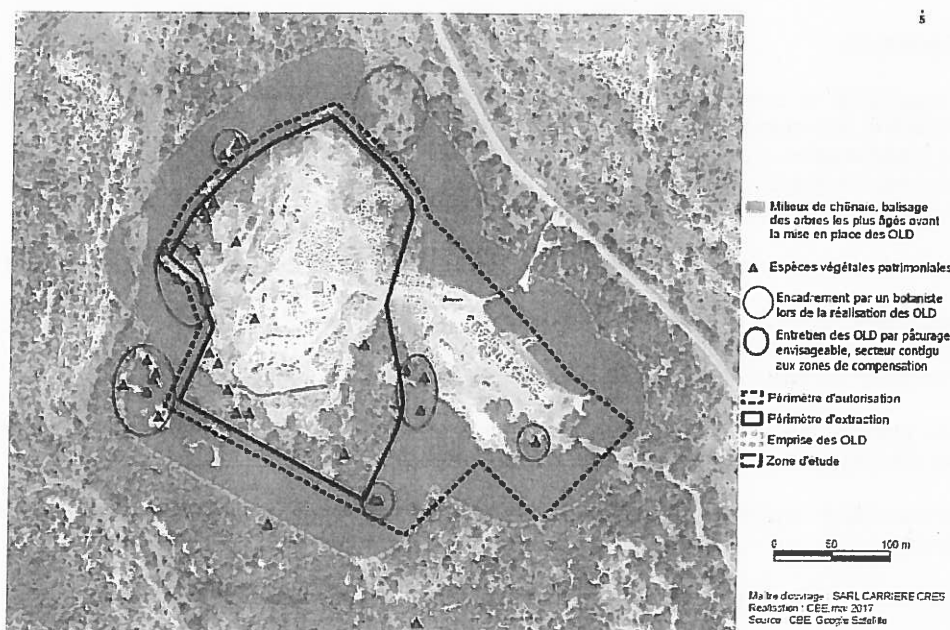 Milieux de chênaie, balisage
des arbres les plus âgés avant
la mise en place des OLD
Espèces végétales patrimoniales
Encadrement par un botaniste
lors de la réalisation des OLD
Entretien des OLD par pâturage
envisageable, secteur contigu
aux zones de compensation
Périmètre d'autorisation
Périmètre d'extraction
Emprise des OLD
Zone d'étude
0 50 100 m
Maître d'ouvrage : SARL CARRIERE CRES
Réalisation : CBE, mai 2017
Source : CBE, Google Satellite